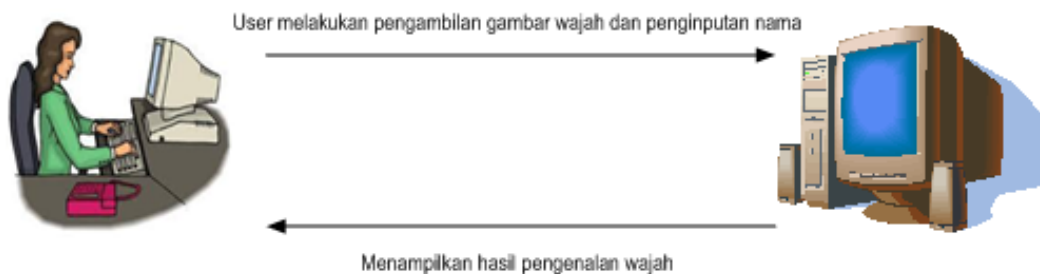 User melakukan pengambilan gambar wajah dan penginputan nama
Menampilkan hasil pengenalan wajah